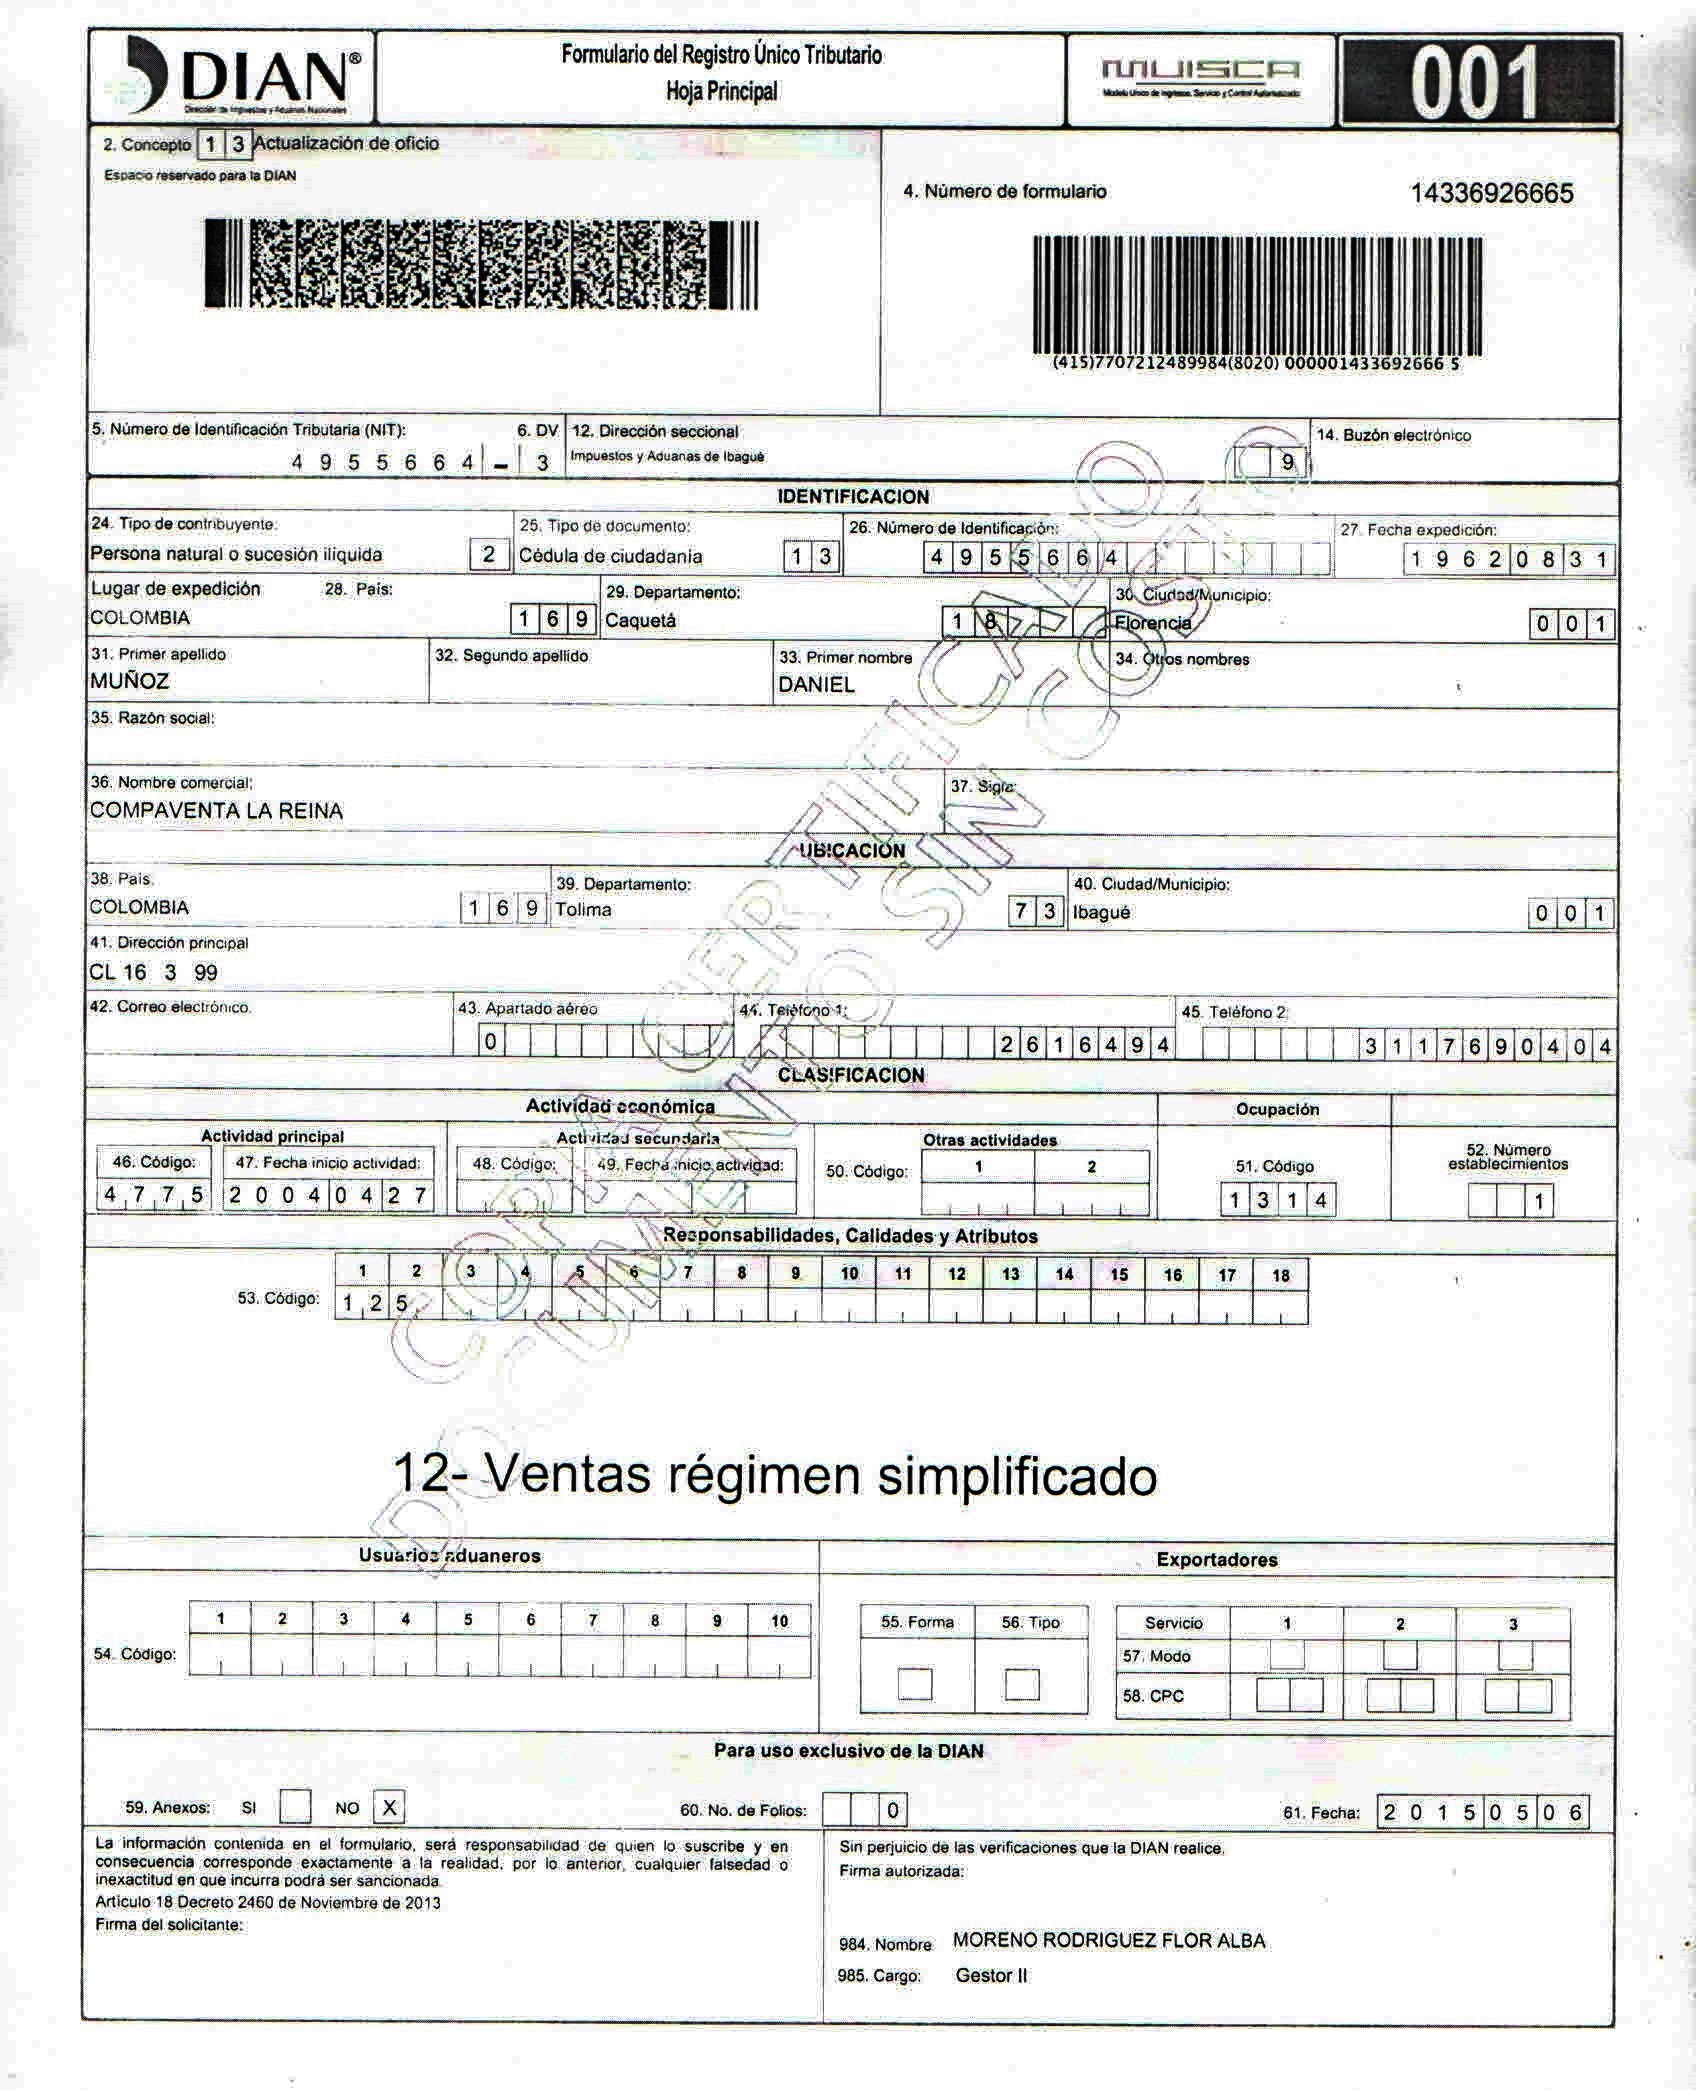 DIAN®
Dirección de Impuestos y Aduanas Nacionales
Formulario del Registro Único Tributario
Hoja Principal
MUISCA
Modelo Único de Ingresos, Servicio y Control Automatizado
001
2. Concepto 1 3 Actualización de oficio
Espacio reservado para la DIAN
4. Número de formulario 14336926665
(415)7707212489984(8020) 000001433692666 5
5. Número de Identificación Tributaria (NIT): 6. DV 12. Dirección seccional 14. Buzón electrónico
4 9 5 5 6 6 4 - 3 Impuestos y Aduanas de Ibagué 9
IDENTIFICACION
24. Tipo de contribuyente: 25. Tipo de documento: 26. Número de Identificación: 27. Fecha expedición:
Persona natural o sucesión ilíquida 2 Cédula de ciudadanía 1 3 4 9 5 5 6 6 4 1 9 6 2 0 8 3 1
Lugar de expedición 28. País: 29. Departamento: 30. Ciudad/Municipio:
COLOMBIA 1 6 9 Caquetá 1 8 Florencia 0 0 1
31. Primer apellido 32. Segundo apellido 33. Primer nombre 34. Otros nombres
MUÑOZ DANIEL
35. Razón social:
36. Nombre comercial: 37. Sigla:
COMPAVENTA LA REINA
UBICACION
38. País. 39. Departamento: 40. Ciudad/Municipio:
COLOMBIA 1 6 9 Tolima 7 3 Ibagué 0 0 1
41. Dirección principal
CL 16 3 99
42. Correo electrónico. 43. Apartado aéreo 44. Teléfono 1: 45. Teléfono 2:
0 2 6 1 6 4 9 4 3 1 1 7 6 9 0 4 0 4
CLASIFICACION
Actividad económica Ocupación
Actividad principal Actividad secundaria Otras actividades 52. Número
46. Código: 47. Fecha inicio actividad: 48. Código: 49. Fecha inicio actividad: 50. Código: 1 2 51. Código establecimientos
4 7 7 5 2 0 0 4 0 4 2 7 1 3 1 4 1
Responsabilidades, Calidades y Atributos
1 2 3 4 5 6 7 8 9 10 11 12 13 14 15 16 17 18
53. Código: 1 2 5
12- Ventas régimen simplificado
COPIA CERTIFICADO
DOCUMENTO SIN COSTO
Usuarios aduaneros Exportadores
1 2 3 4 5 6 7 8 9 10 55. Forma 56. Tipo Servicio 1 2 3
54. Código: 57. Modo
58. CPC
Para uso exclusivo de la DIAN
59. Anexos: SI NO X 60. No. de Folios: 0 61. Fecha: 2 0 1 5 0 5 0 6
La información contenida en el formulario, será responsabilidad de quien lo suscribe y en
consecuencia corresponde exactamente a la realidad, por lo anterior, cualquier falsedad o
inexactitud en que incurra podrá ser sancionada.
Artículo 18 Decreto 2460 de Noviembre de 2013
Firma del solicitante:
Sin perjuicio de las verificaciones que la DIAN realice.
Firma autorizada:
984. Nombre MORENO RODRIGUEZ FLOR ALBA
985. Cargo: Gestor II